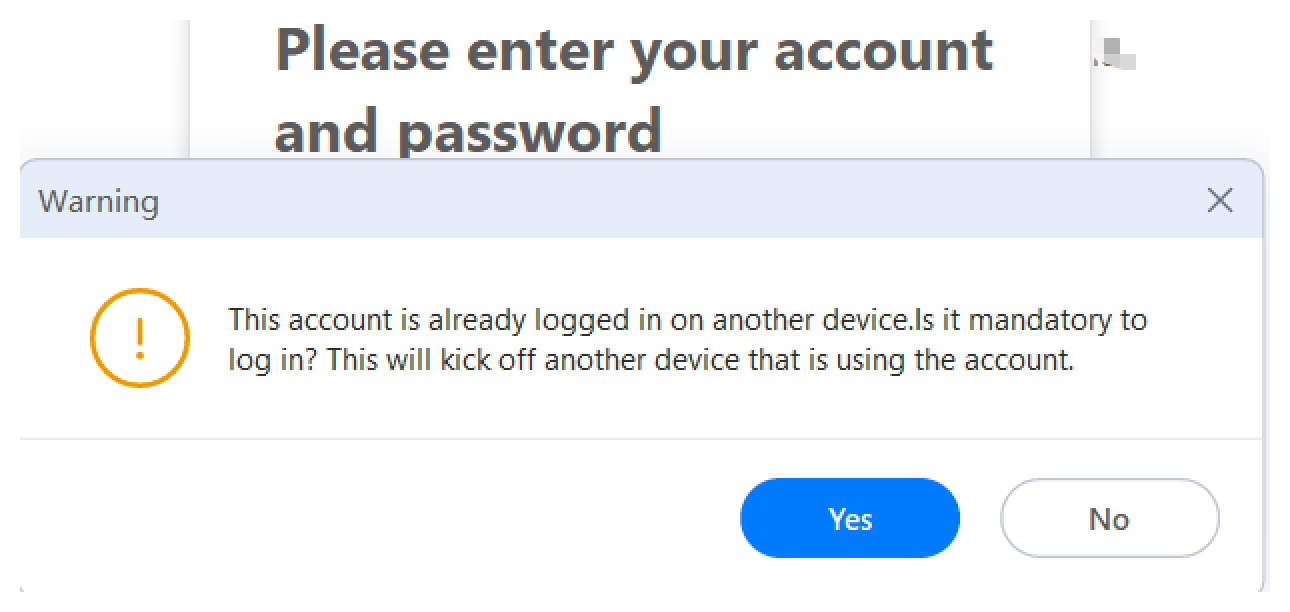 Please enter your account
and password
Warning
This account is already logged in on another device.Is it mandatory to
log in? This will kick off another device that is using the account.
Yes
No